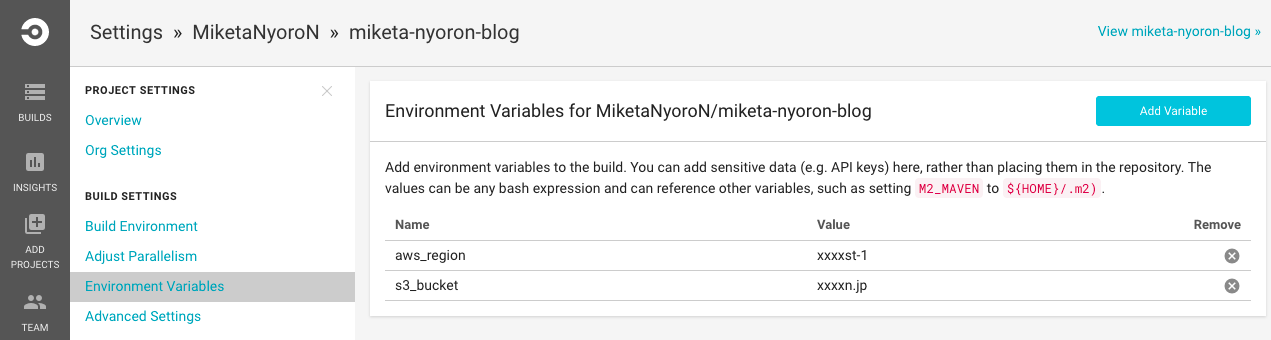 Settings » MiketaNyoroN » miketa-nyoron-blog
View miketa-nyoron-blog »
BUILDS
INSIGHTS
ADD
PROJECTS
TEAM
PROJECT SETTINGS
Overview
Org Settings
BUILD SETTINGS
Build Environment
Adjust Parallelism
Environment Variables
Advanced Settings
Environment Variables for MiketaNyoroN/miketa-nyoron-blog
Add Variable
Add environment variables to the build. You can add sensitive data (e.g. API keys) here, rather than placing them in the repository. The
values can be any bash expression and can reference other variables, such as setting M2_MAVEN to ${HOME}/.m2) .
Name Value Remove
aws_region xxxxst-1
s3_bucket xxxxn.jp